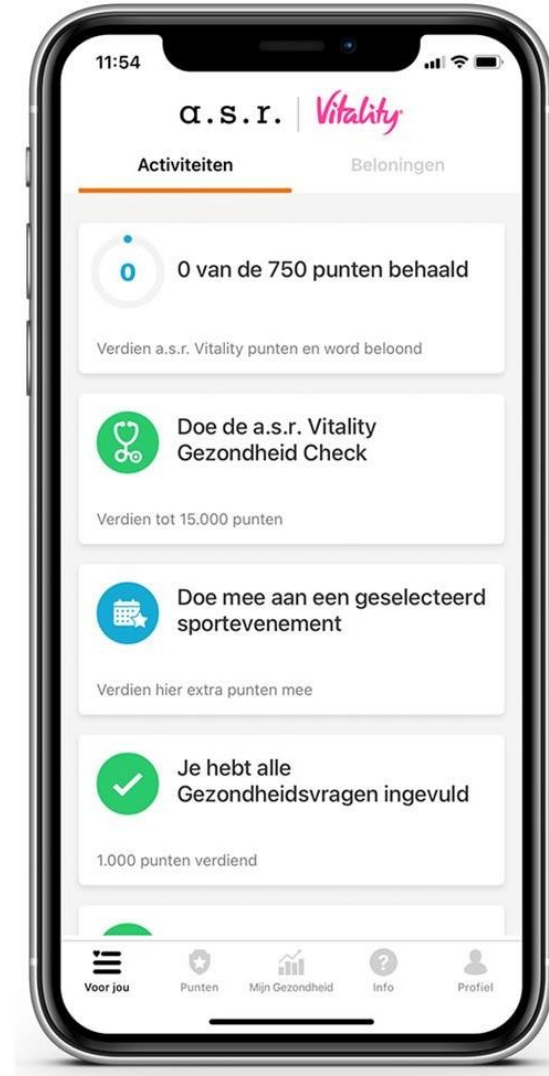 11:54
a.s.r. Vitality
Activiteiten Beloningen
0 0 van de 750 punten behaald
Verdien a.s.r. Vitality punten en word beloond
Doe de a.s.r. Vitality
Gezondheid Check
Verdien tot 15.000 punten
Doe mee aan een geselecteerd
sportevenement
Verdien hier extra punten mee
Je hebt alle
Gezondheidsvragen ingevuld
1.000 punten verdiend
Voor jou Punten Mijn Gezondheid Info Profiel